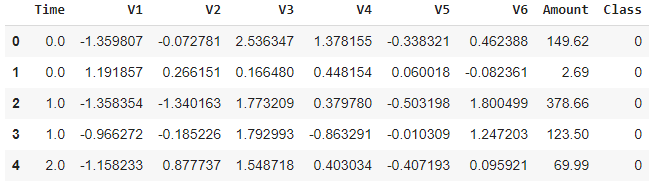 Time V1 V2 V3 V4 V5 V6 Amount Class
0 0.0 -1.359807 -0.072781 2.536347 1.378155 -0.338321 0.462388 149.62 0
1 0.0 1.191857 0.266151 0.166480 0.448154 0.060018 -0.082361 2.69 0
2 1.0 -1.358354 -1.340163 1.773209 0.379780 -0.503198 1.800499 378.66 0
3 1.0 -0.966272 -0.185226 1.792993 -0.863291 -0.010309 1.247203 123.50 0
4 2.0 -1.158233 0.877737 1.548718 0.403034 -0.407193 0.095921 69.99 0